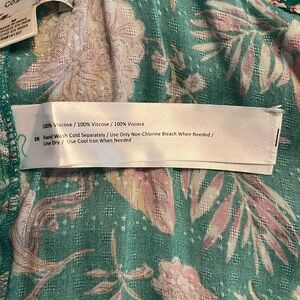 100% Viscose / 100% Viscose / 100% Viscosa
EN Hand Wash Cold Separately / Use Only Non-Chlorine Bleach When Needed /
Line Dry / Use Cool Iron When Needed